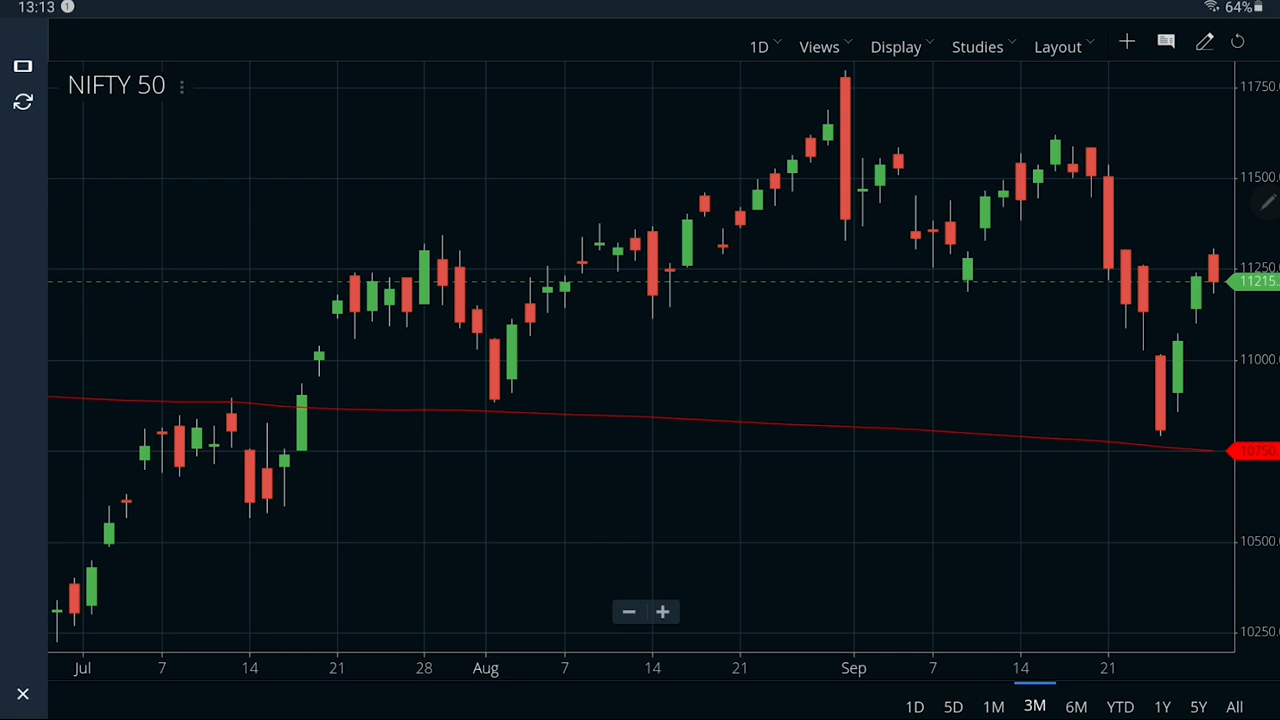 13:13 1 64%
1D Views Display Studies Layout
NIFTY 50
11750.
11500.
11250.
11215..
11000.
10750
10500.
10250.
Jul 7 14 21 28 Aug 7 14 21 Sep 7 14 21
1D 5D 1M 3M 6M YTD 1Y 5Y All